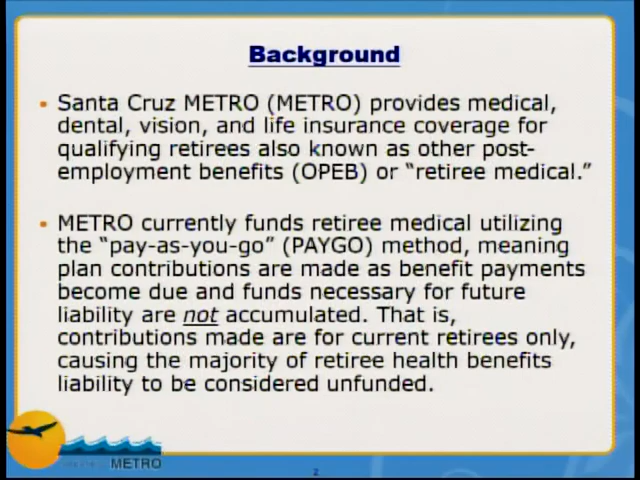 Background
• Santa Cruz METRO (METRO) provides medical,
dental, vision, and life insurance coverage for
qualifying retirees also known as other post-
employment benefits (OPEB) or “retiree medical.”
• METRO currently funds retiree medical utilizing
the “pay-as-you-go” (PAYGO) method, meaning
plan contributions are made as benefit payments
become due and funds necessary for future
liability are not accumulated. That is,
contributions made are for current retirees only,
causing the majority of retiree health benefits
liability to be considered unfunded.
METRO
2